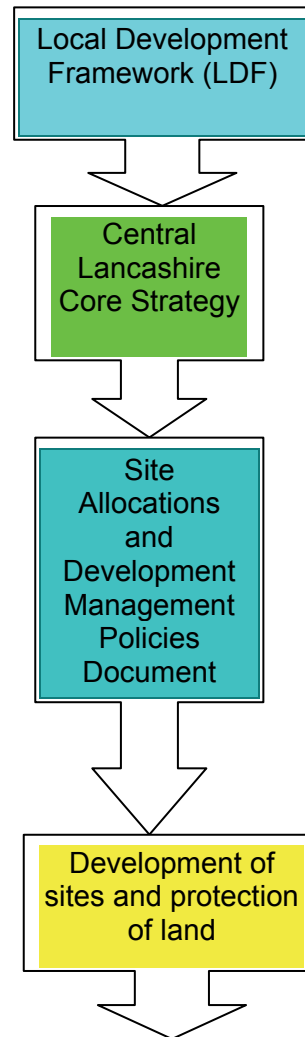 Local Development
Framework (LDF)
Central
Lancashire
Core Strategy
Site
Allocations
and
Development
Management
Policies
Document
Development of
sites and protection
of land